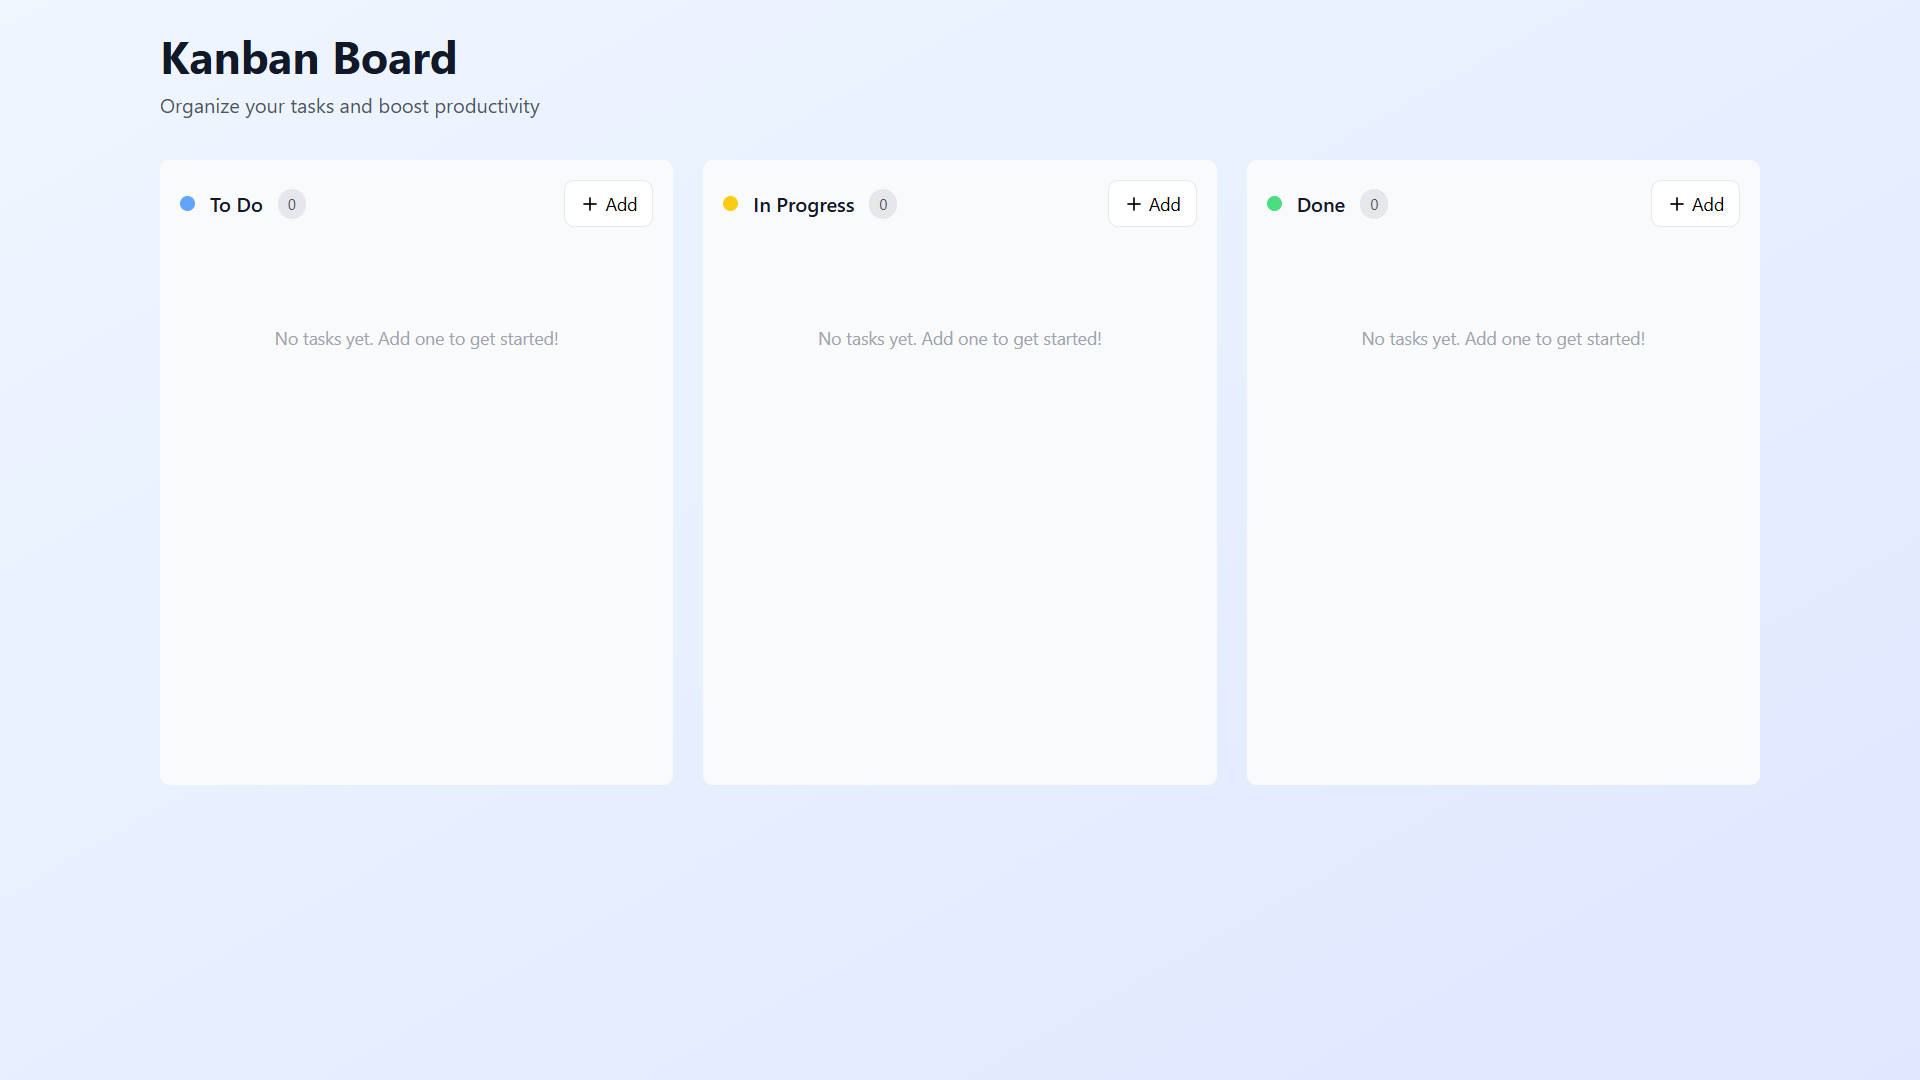 Kanban Board
Organize your tasks and boost productivity
To Do 0 + Add
No tasks yet. Add one to get started!
In Progress 0 + Add
No tasks yet. Add one to get started!
Done 0 + Add
No tasks yet. Add one to get started!